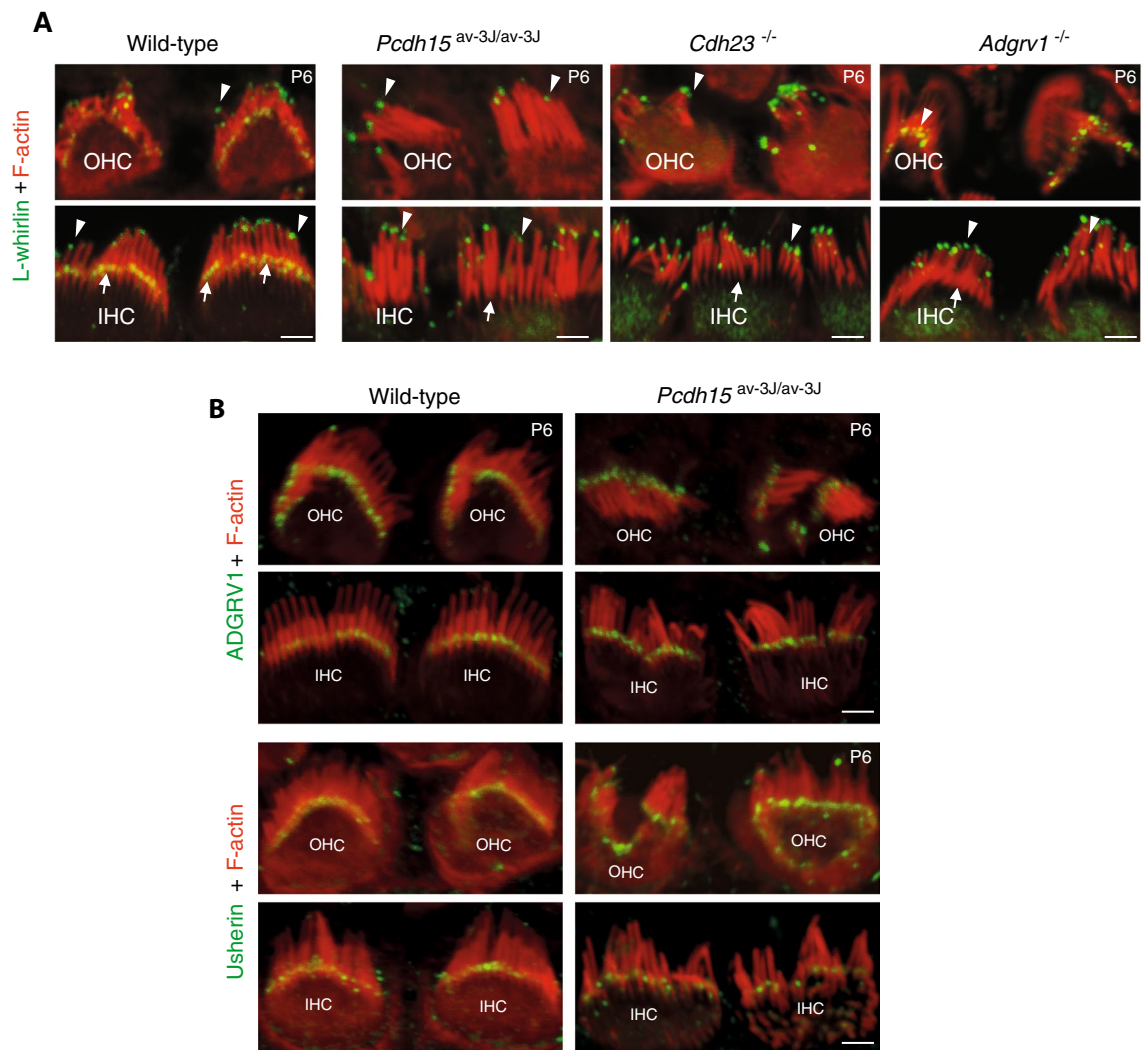 A
Wild-type
Pcdh15 av-3J/av-3J
Cdh23 -/-
Adgrv1 -/-
L-whirlin + F-actin
P6
P6
P6
P6
OHC
OHC
OHC
OHC
IHC
IHC
IHC
IHC
B
Wild-type
Pcdh15 av-3J/av-3J
ADGRV1 + F-actin
P6
P6
OHC
OHC
OHC
OHC
IHC
IHC
IHC
IHC
Usherin + F-actin
P6
OHC
OHC
OHC
OHC
IHC
IHC
IHC
IHC